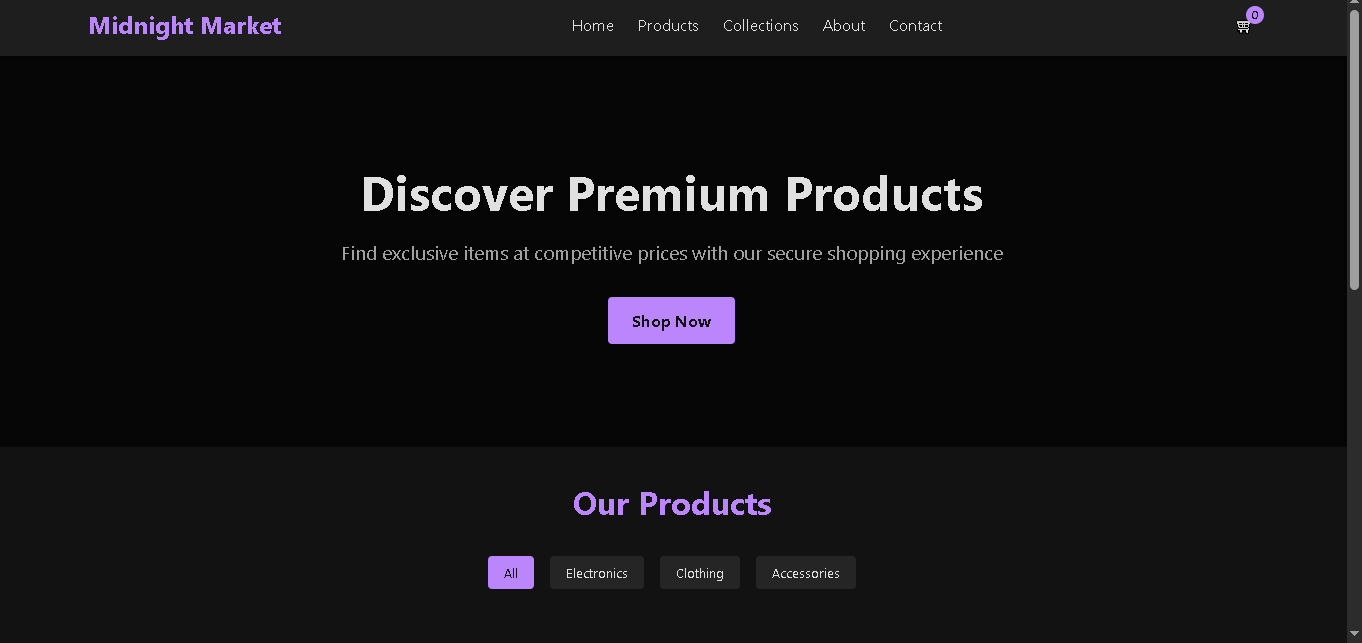 Midnight Market
Home Products Collections About Contact
0
Discover Premium Products
Find exclusive items at competitive prices with our secure shopping experience
Shop Now
Our Products
All Electronics Clothing Accessories